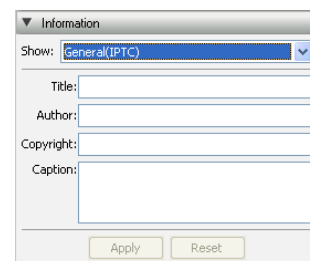 Information
Show: General(IPTC)
Title:
Author:
Copyright:
Caption:
Apply Reset